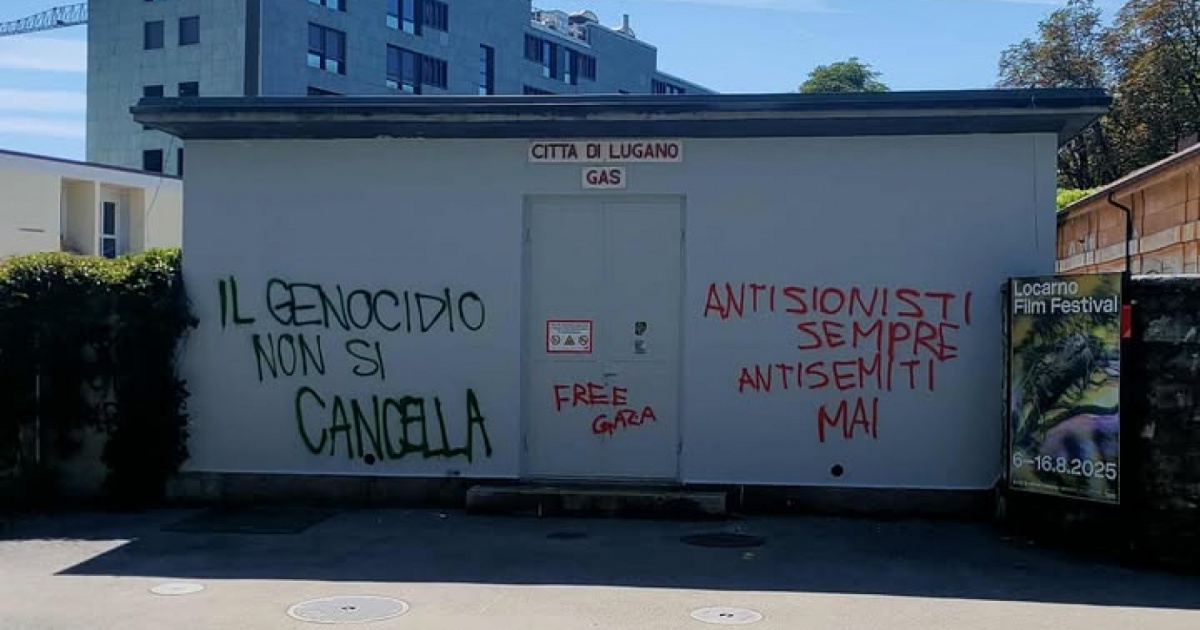 CITTA DI LUGANO
GAS
IL GENOCIDIO
NON SI
CANCELLA
FREE
GAZA
ANTISIONISTI
SEMPRE
ANTISEMITI
MAI
Locarno
Film Festival
6–16.8.2025